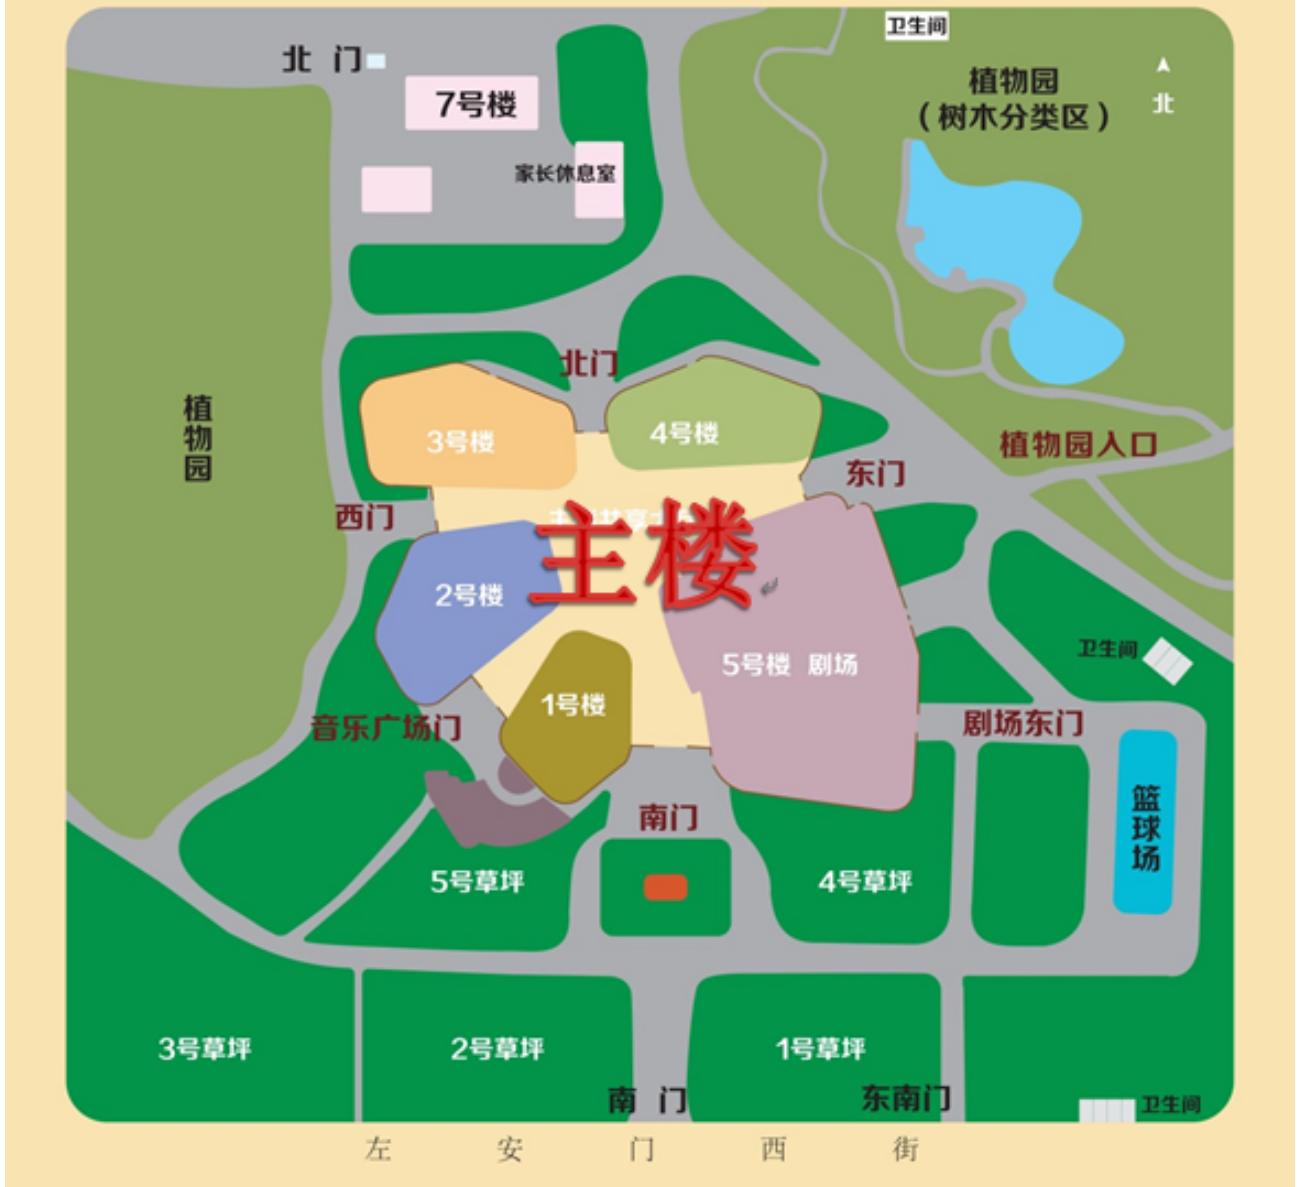 卫生间
北 门
植物园
（树木分类区）
北
7号楼
家长休息室
北门
植物园
3号楼
4号楼
植物园入口
东门
西门
主楼
2号楼
卫生间
5号楼 剧场
1号楼
音乐广场门
剧场东门
南门
篮球场
5号草坪
4号草坪
3号草坪
2号草坪
1号草坪
南 门
东南门
卫生间
左安门西街